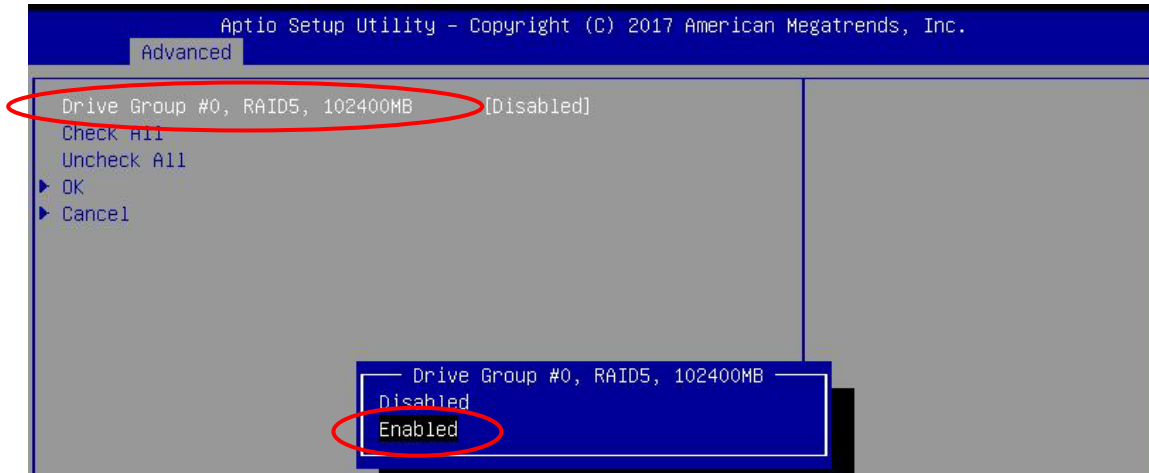 Aptio Setup Utility – Copyright (C) 2017 American Megatrends, Inc.
Advanced
Drive Group #0, RAID5, 102400MB [Disabled]
Check All
Uncheck All
OK
Cancel
Drive Group #0, RAID5, 102400MB
Disabled
Enabled